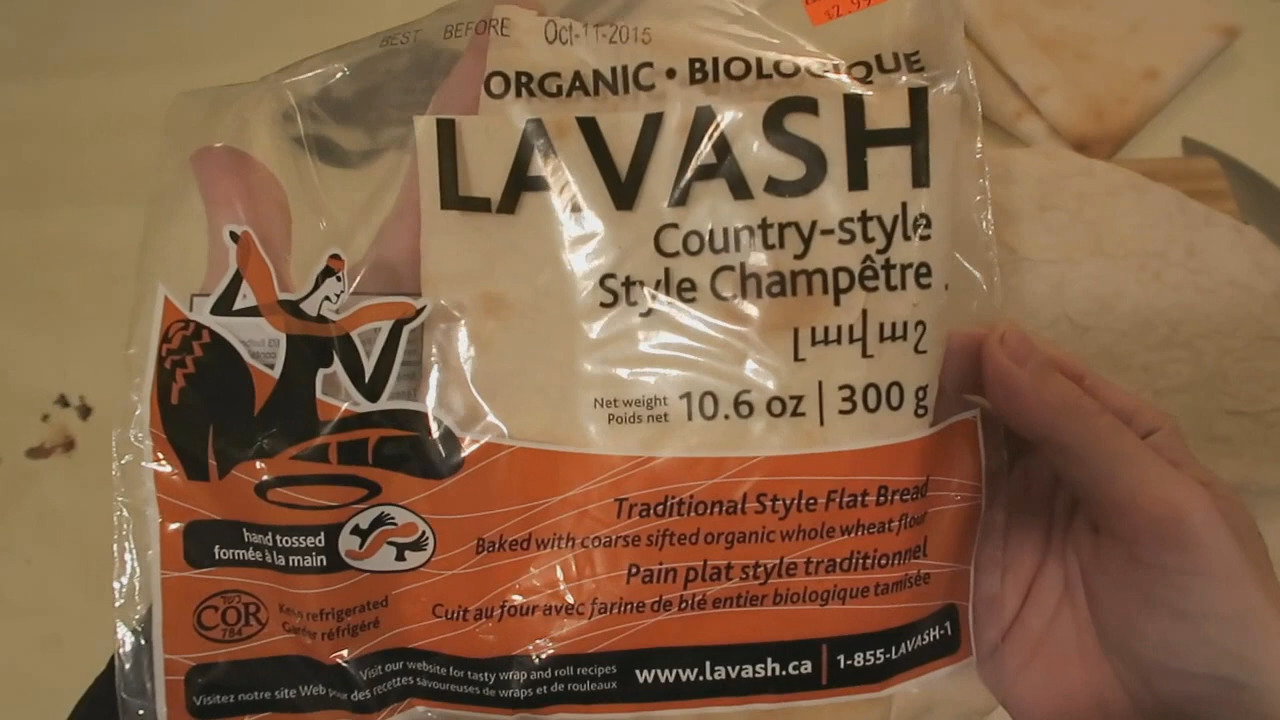 $2.99
BEST BEFORE Oct-11-2015
ORGANIC • BIOLOGIQUE
LAVASH
Country-style
Style Champêtre
լավաշ
Net weight
Poids net
10.6 oz | 300 g
Traditional Style Flat Bread
Baked with coarse sifted organic whole wheat flour
Pain plat style traditionnel
Cuit au four avec farine de blé entier biologique tamisée
hand tossed
formée à la main
כשר
COR
784
Keep refrigerated
Garder réfrigéré
Visit our website for tasty wrap and roll recipes
Visitez notre site Web pour des recettes savoureuses de wraps et de rouleaux
www.lavash.ca | 1-855-LAVASH-1